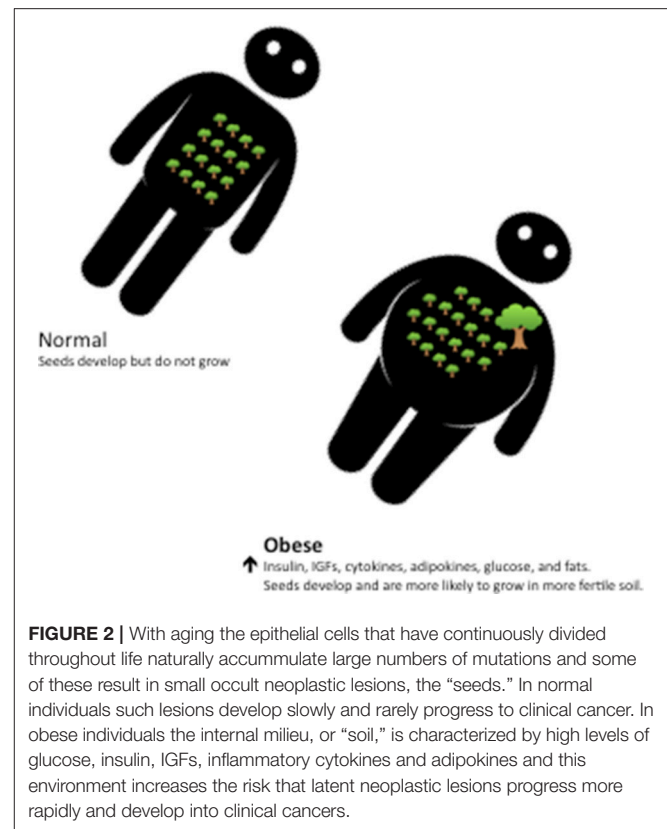 Normal
Seeds develop but do not grow
Obese
Insulin, IGFs, cytokines, adipokines, glucose, and fats.
Seeds develop and are more likely to grow in more fertile soil.
FIGURE 2 | With aging the epithelial cells that have continuously divided
throughout life naturally accummulate large numbers of mutations and some
of these result in small occult neoplastic lesions, the “seeds.” In normal
individuals such lesions develop slowly and rarely progress to clinical cancer. In
obese individuals the internal milieu, or “soil,” is characterized by high levels of
glucose, insulin, IGFs, inflammatory cytokines and adipokines and this
environment increases the risk that latent neoplastic lesions progress more
rapidly and develop into clinical cancers.